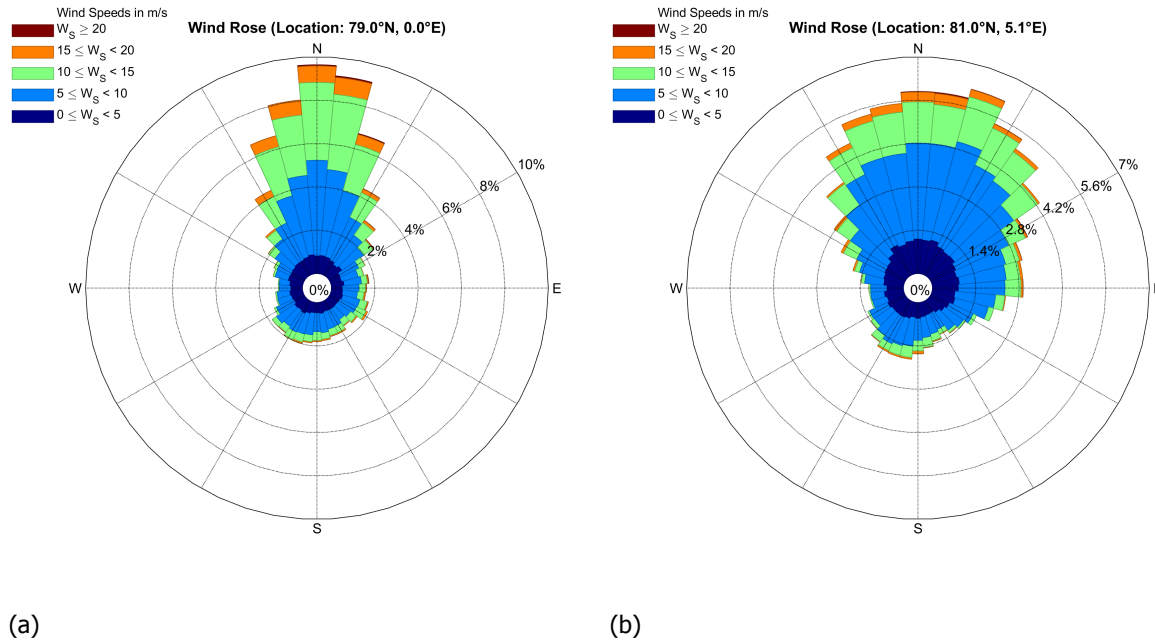 Wind Speeds in m/s
W_S ≥ 20
15 ≤ W_S < 20
10 ≤ W_S < 15
5 ≤ W_S < 10
0 ≤ W_S < 5
Wind Rose (Location: 79.0°N, 0.0°E)
N
10%
8%
6%
4%
2%
0%
W
E
S
(a)
Wind Speeds in m/s
W_S ≥ 20
15 ≤ W_S < 20
10 ≤ W_S < 15
5 ≤ W_S < 10
0 ≤ W_S < 5
Wind Rose (Location: 81.0°N, 5.1°E)
N
7%
5.6%
4.2%
2.8%
1.4%
0%
W
S
(b)